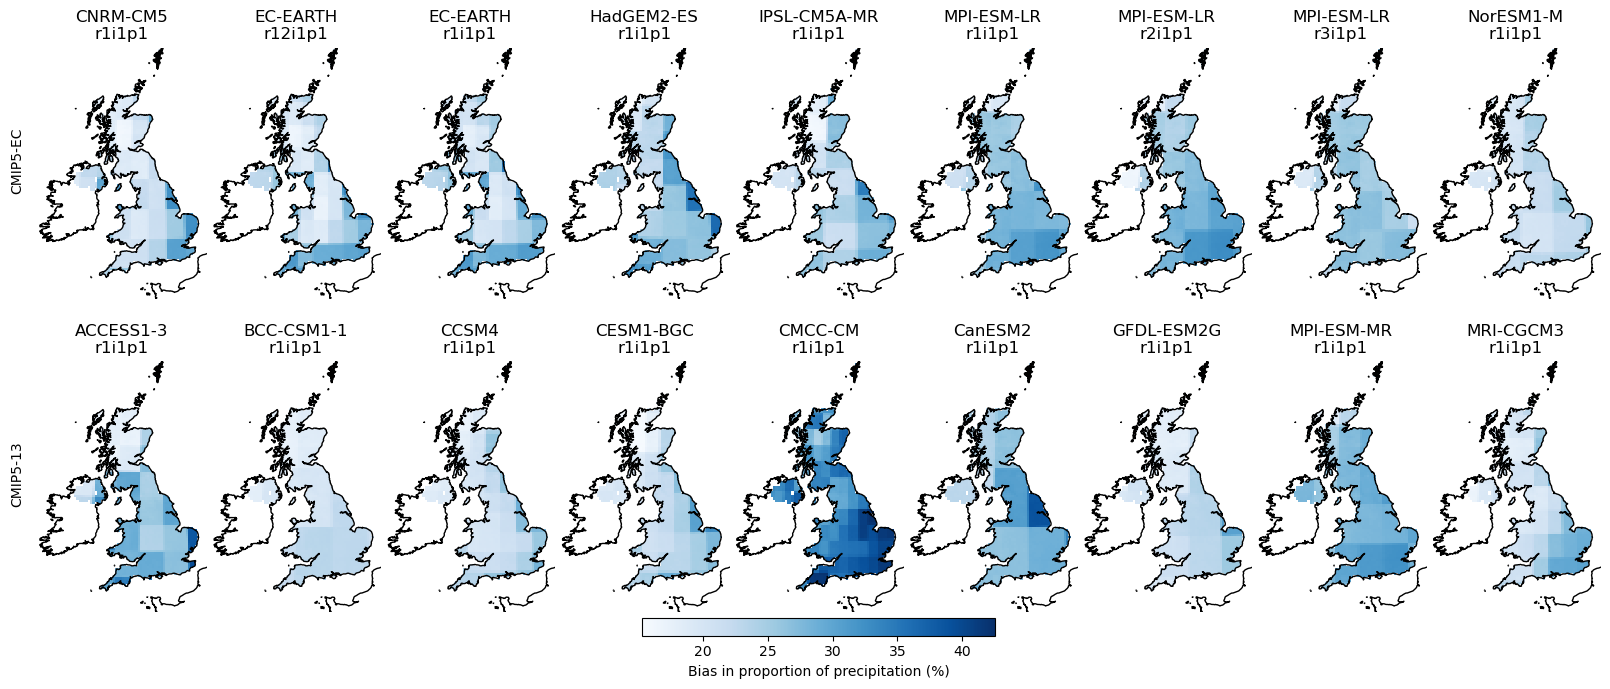 CNRM-CM5
r1i1p1
EC-EARTH
r12i1p1
EC-EARTH
r1i1p1
HadGEM2-ES
r1i1p1
IPSL-CM5A-MR
r1i1p1
MPI-ESM-LR
r1i1p1
MPI-ESM-LR
r2i1p1
MPI-ESM-LR
r3i1p1
NorESM1-M
r1i1p1
CMIP5-EC
ACCESS1-3
r1i1p1
BCC-CSM1-1
r1i1p1
CCSM4
r1i1p1
CESM1-BGC
r1i1p1
CMCC-CM
r1i1p1
CanESM2
r1i1p1
GFDL-ESM2G
r1i1p1
MPI-ESM-MR
r1i1p1
MRI-CGCM3
r1i1p1
CMIP5-13
20 25 30 35 40
Bias in proportion of precipitation (%)